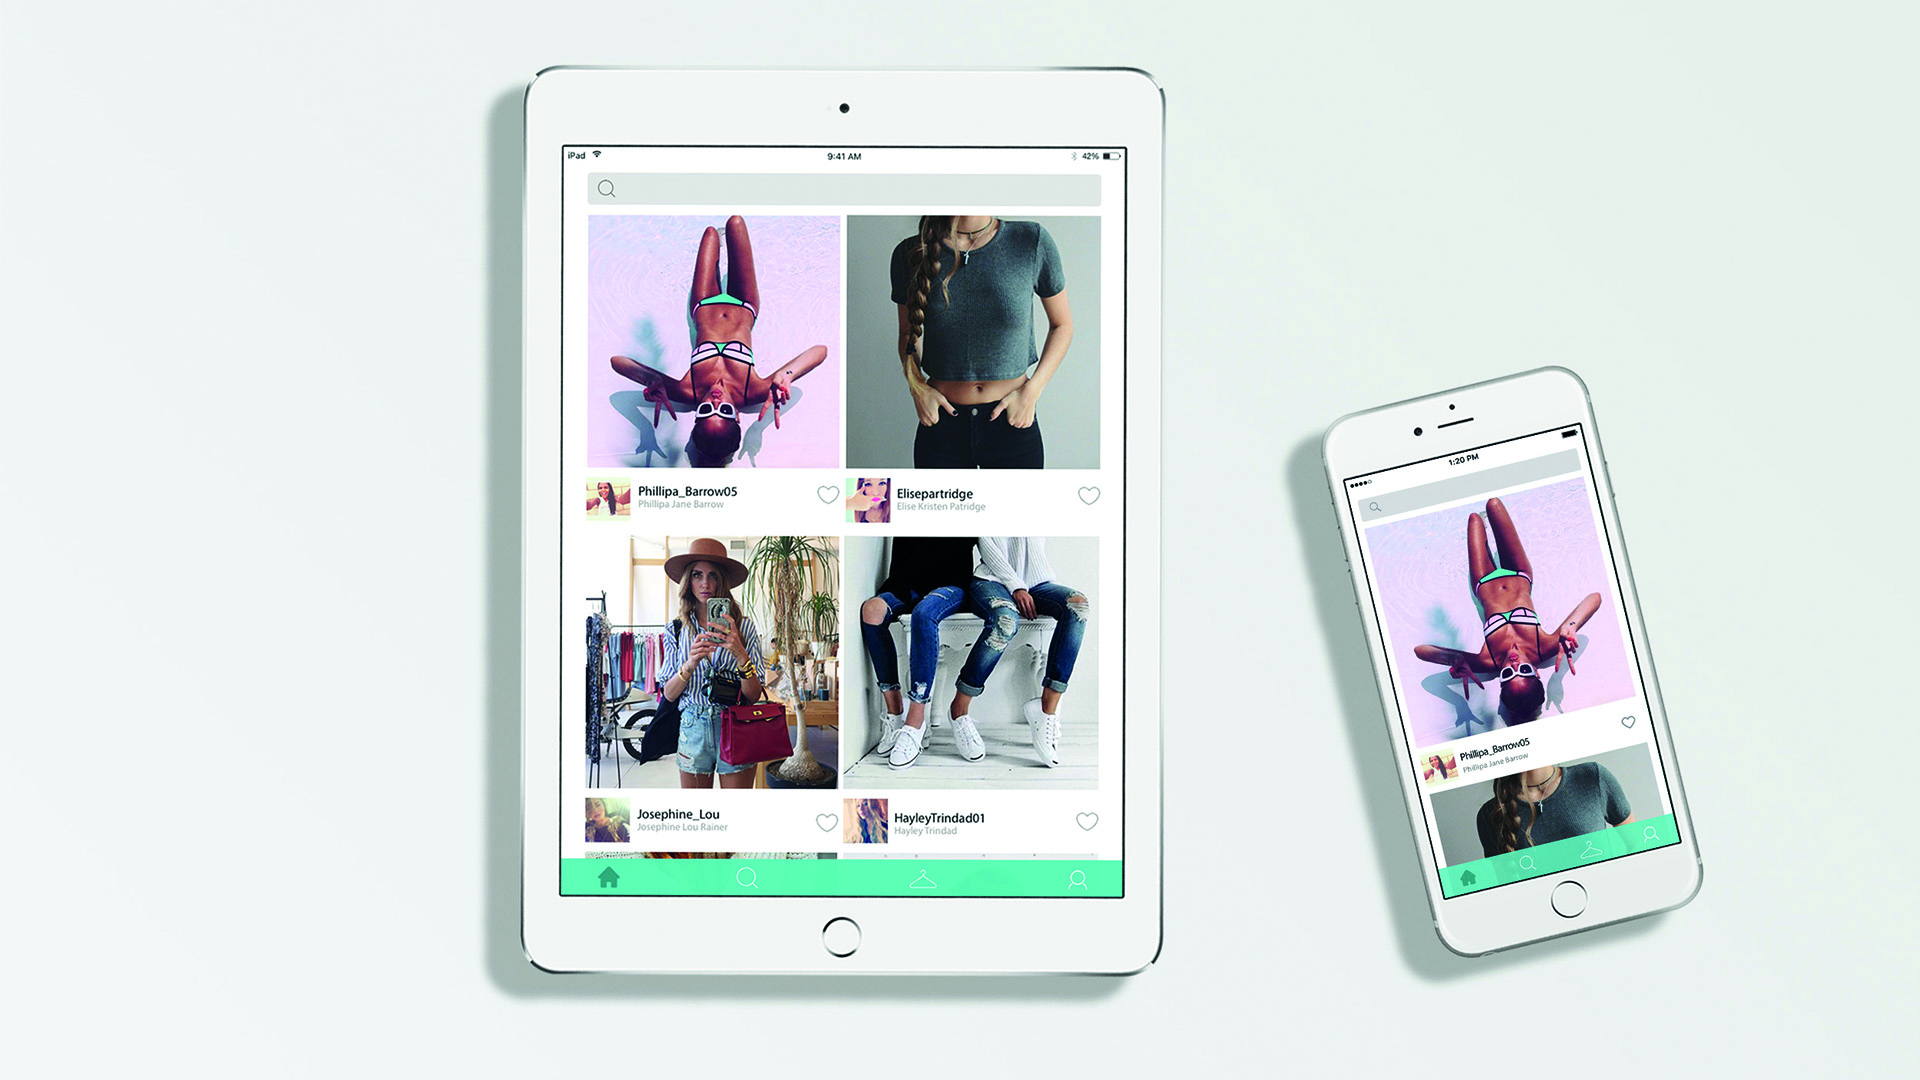 iPad
9:41 AM
42%
Phillipa_Barrow05
Phillipa Jane Barrow
Elisepartridge
Elise Kristen Patridge
Josephine_Lou
Josephine Lou Rainer
HayleyTrindad01
Hayley Trindad
1:20 PM
Phillipa_Barrow05
Phillipa Jane Barrow